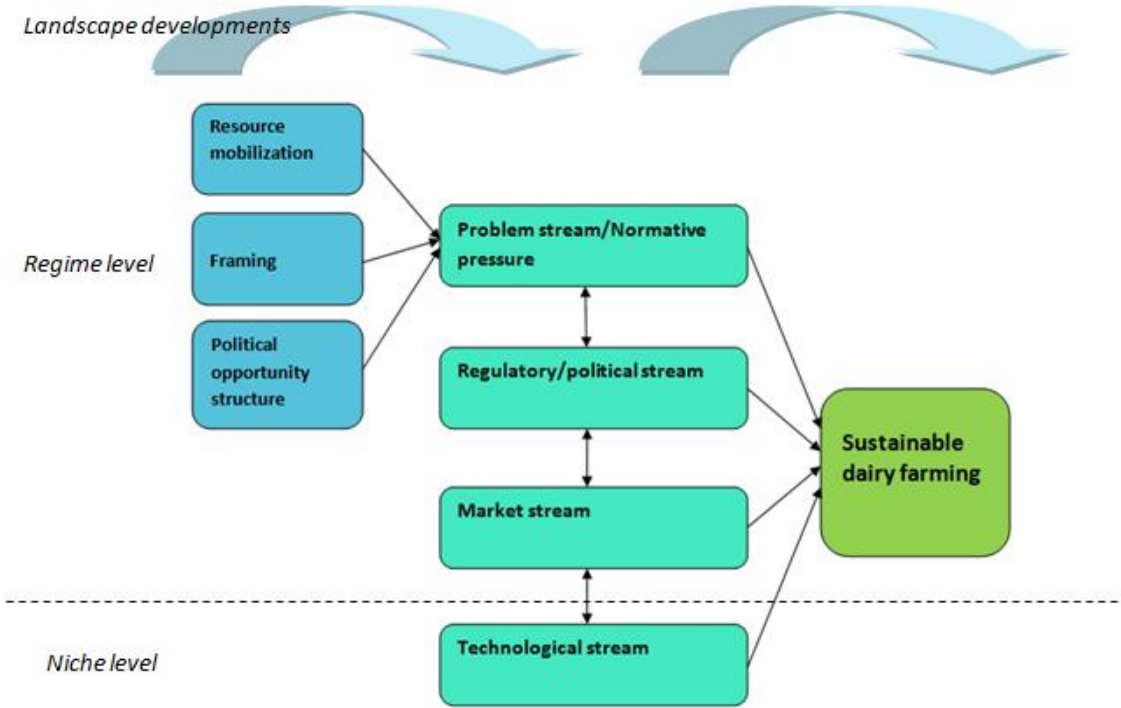 Landscape developments
Resource
mobilization
Regime level
Framing
Political
opportunity
structure
Problem stream/Normative
pressure
Regulatory/political stream
Market stream
Sustainable
dairy farming
Niche level
Technological stream